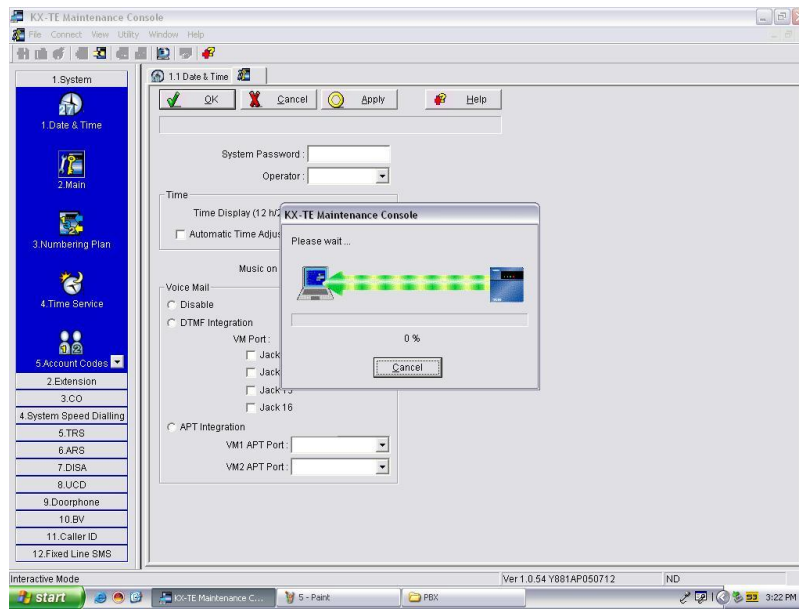 KX-TE Maintenance Console
File Connect View Utility Window Help
1.System
1.Date & Time
2.Main
3.Numbering Plan
4.Time Service
5.Account Codes
2.Extension
3.CO
4.System Speed Dialling
5.TRS
6.ARS
7.DISA
8.UCD
9.Doorphone
10.BV
11.Caller ID
12.Fixed Line SMS
1.1 Date & Time
OK Cancel Apply Help
System Password :
Operator :
Time
Time Display (12 h/2
Automatic Time Adjus
Music on
Voice Mail
Disable
DTMF Integration
VM Port :
Jack
Jack
Jack 15
Jack 16
APT Integration
VM1 APT Port :
VM2 APT Port :
KX-TE Maintenance Console
Please wait ...
0 %
Cancel
Interactive Mode
Ver 1.0.54 Y881AP050712
ND
start
KX-TE Maintenance C...
5 - Paint
PBX
3:22 PM